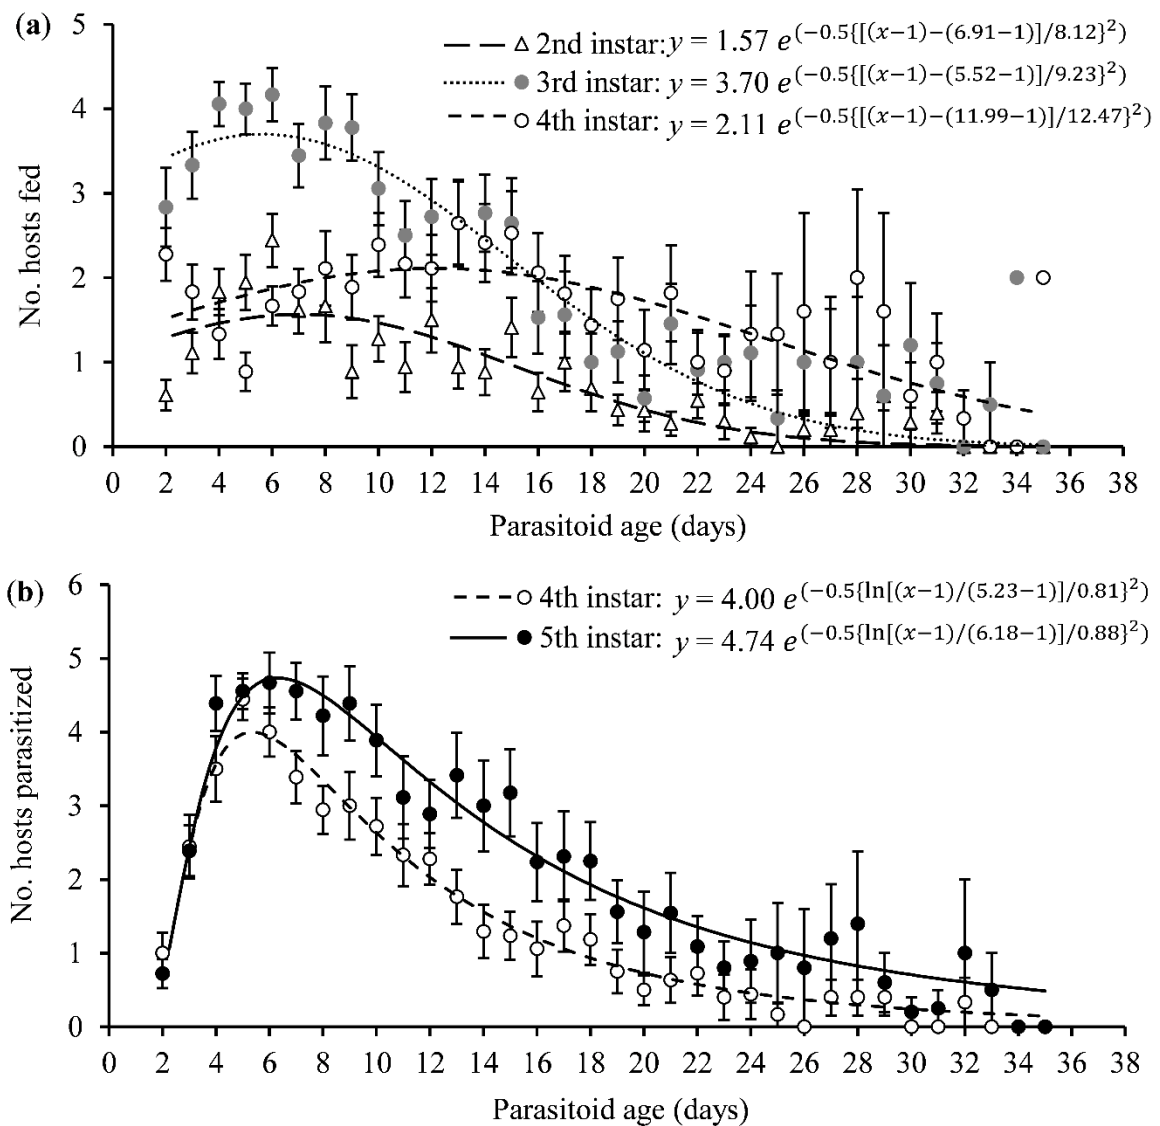 (a)
5
4
3
2
1
0
No. hosts fed
2nd instar: y = 1.57 e^(−0.5{[(x−1)−(6.91−1)]/8.12}²)
3rd instar: y = 3.70 e^(−0.5{[(x−1)−(5.52−1)]/9.23}²)
4th instar: y = 2.11 e^(−0.5{[(x−1)−(11.99−1)]/12.47}²)
0 2 4 6 8 10 12 14 16 18 20 22 24 26 28 30 32 34 36 38
Parasitoid age (days)
(b)
6
5
4
3
2
1
0
No. hosts parasitized
4th instar: y = 4.00 e^(−0.5{ln[(x−1)/(5.23−1)]/0.81}²)
5th instar: y = 4.74 e^(−0.5{ln[(x−1)/(6.18−1)]/0.88}²)
0 2 4 6 8 10 12 14 16 18 20 22 24 26 28 30 32 34 36 38
Parasitoid age (days)